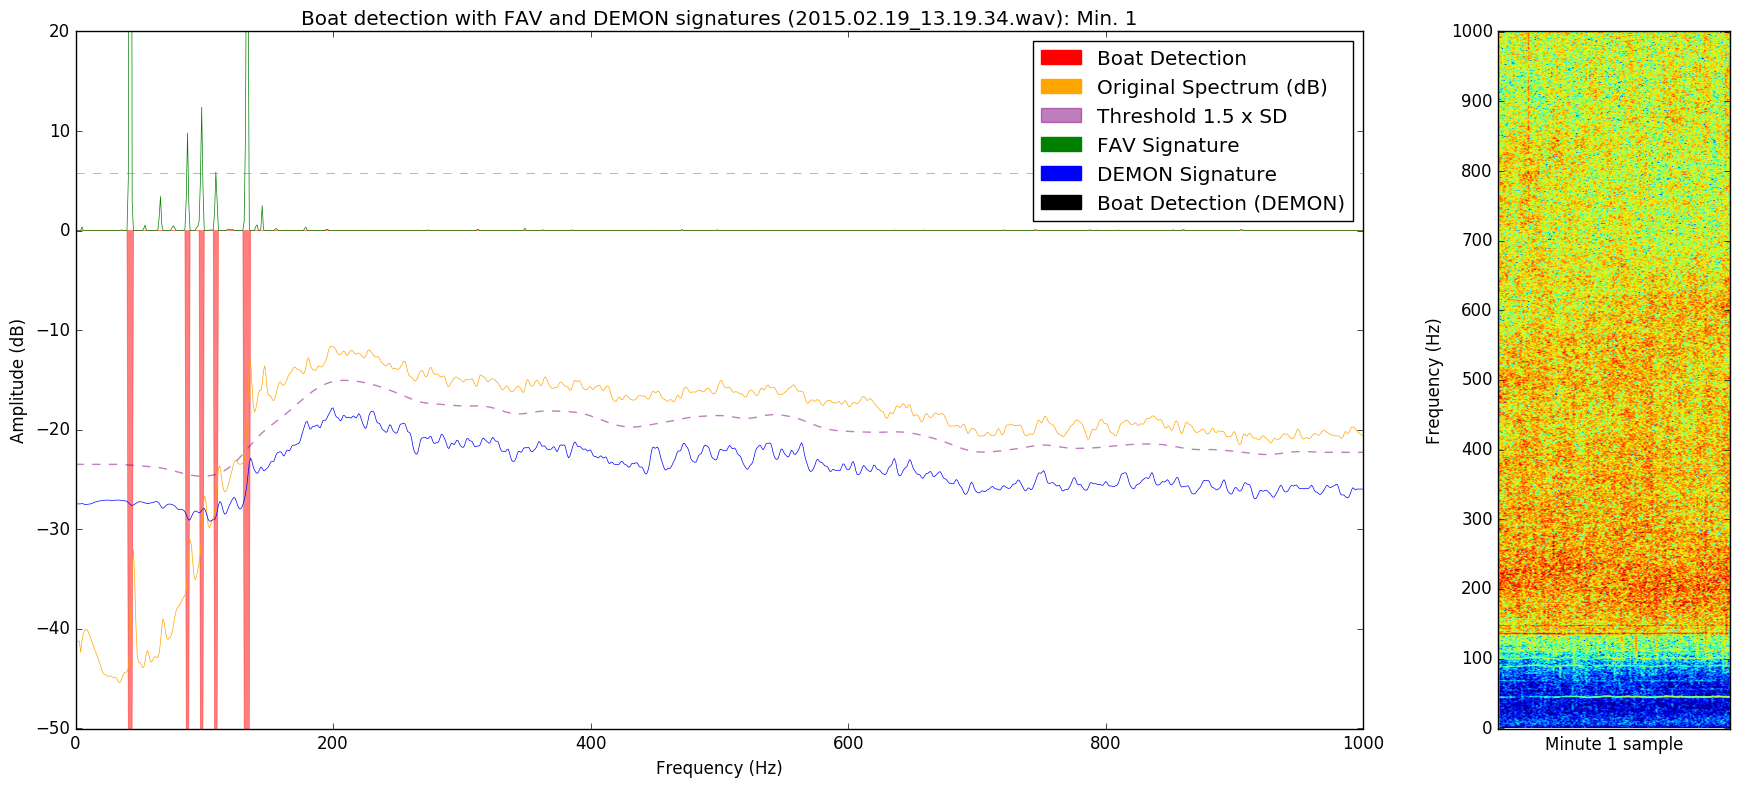 Boat detection with FAV and DEMON signatures (2015.02.19_13.19.34.wav): Min. 1
Boat Detection
Original Spectrum (dB)
Threshold 1.5 x SD
FAV Signature
DEMON Signature
Boat Detection (DEMON)
20
10
0
−10
−20
−30
−40
−50
Amplitude (dB)
0
200
400
600
800
1000
Frequency (Hz)
1000
900
800
700
600
500
400
300
200
100
0
Frequency (Hz)
Minute 1 sample